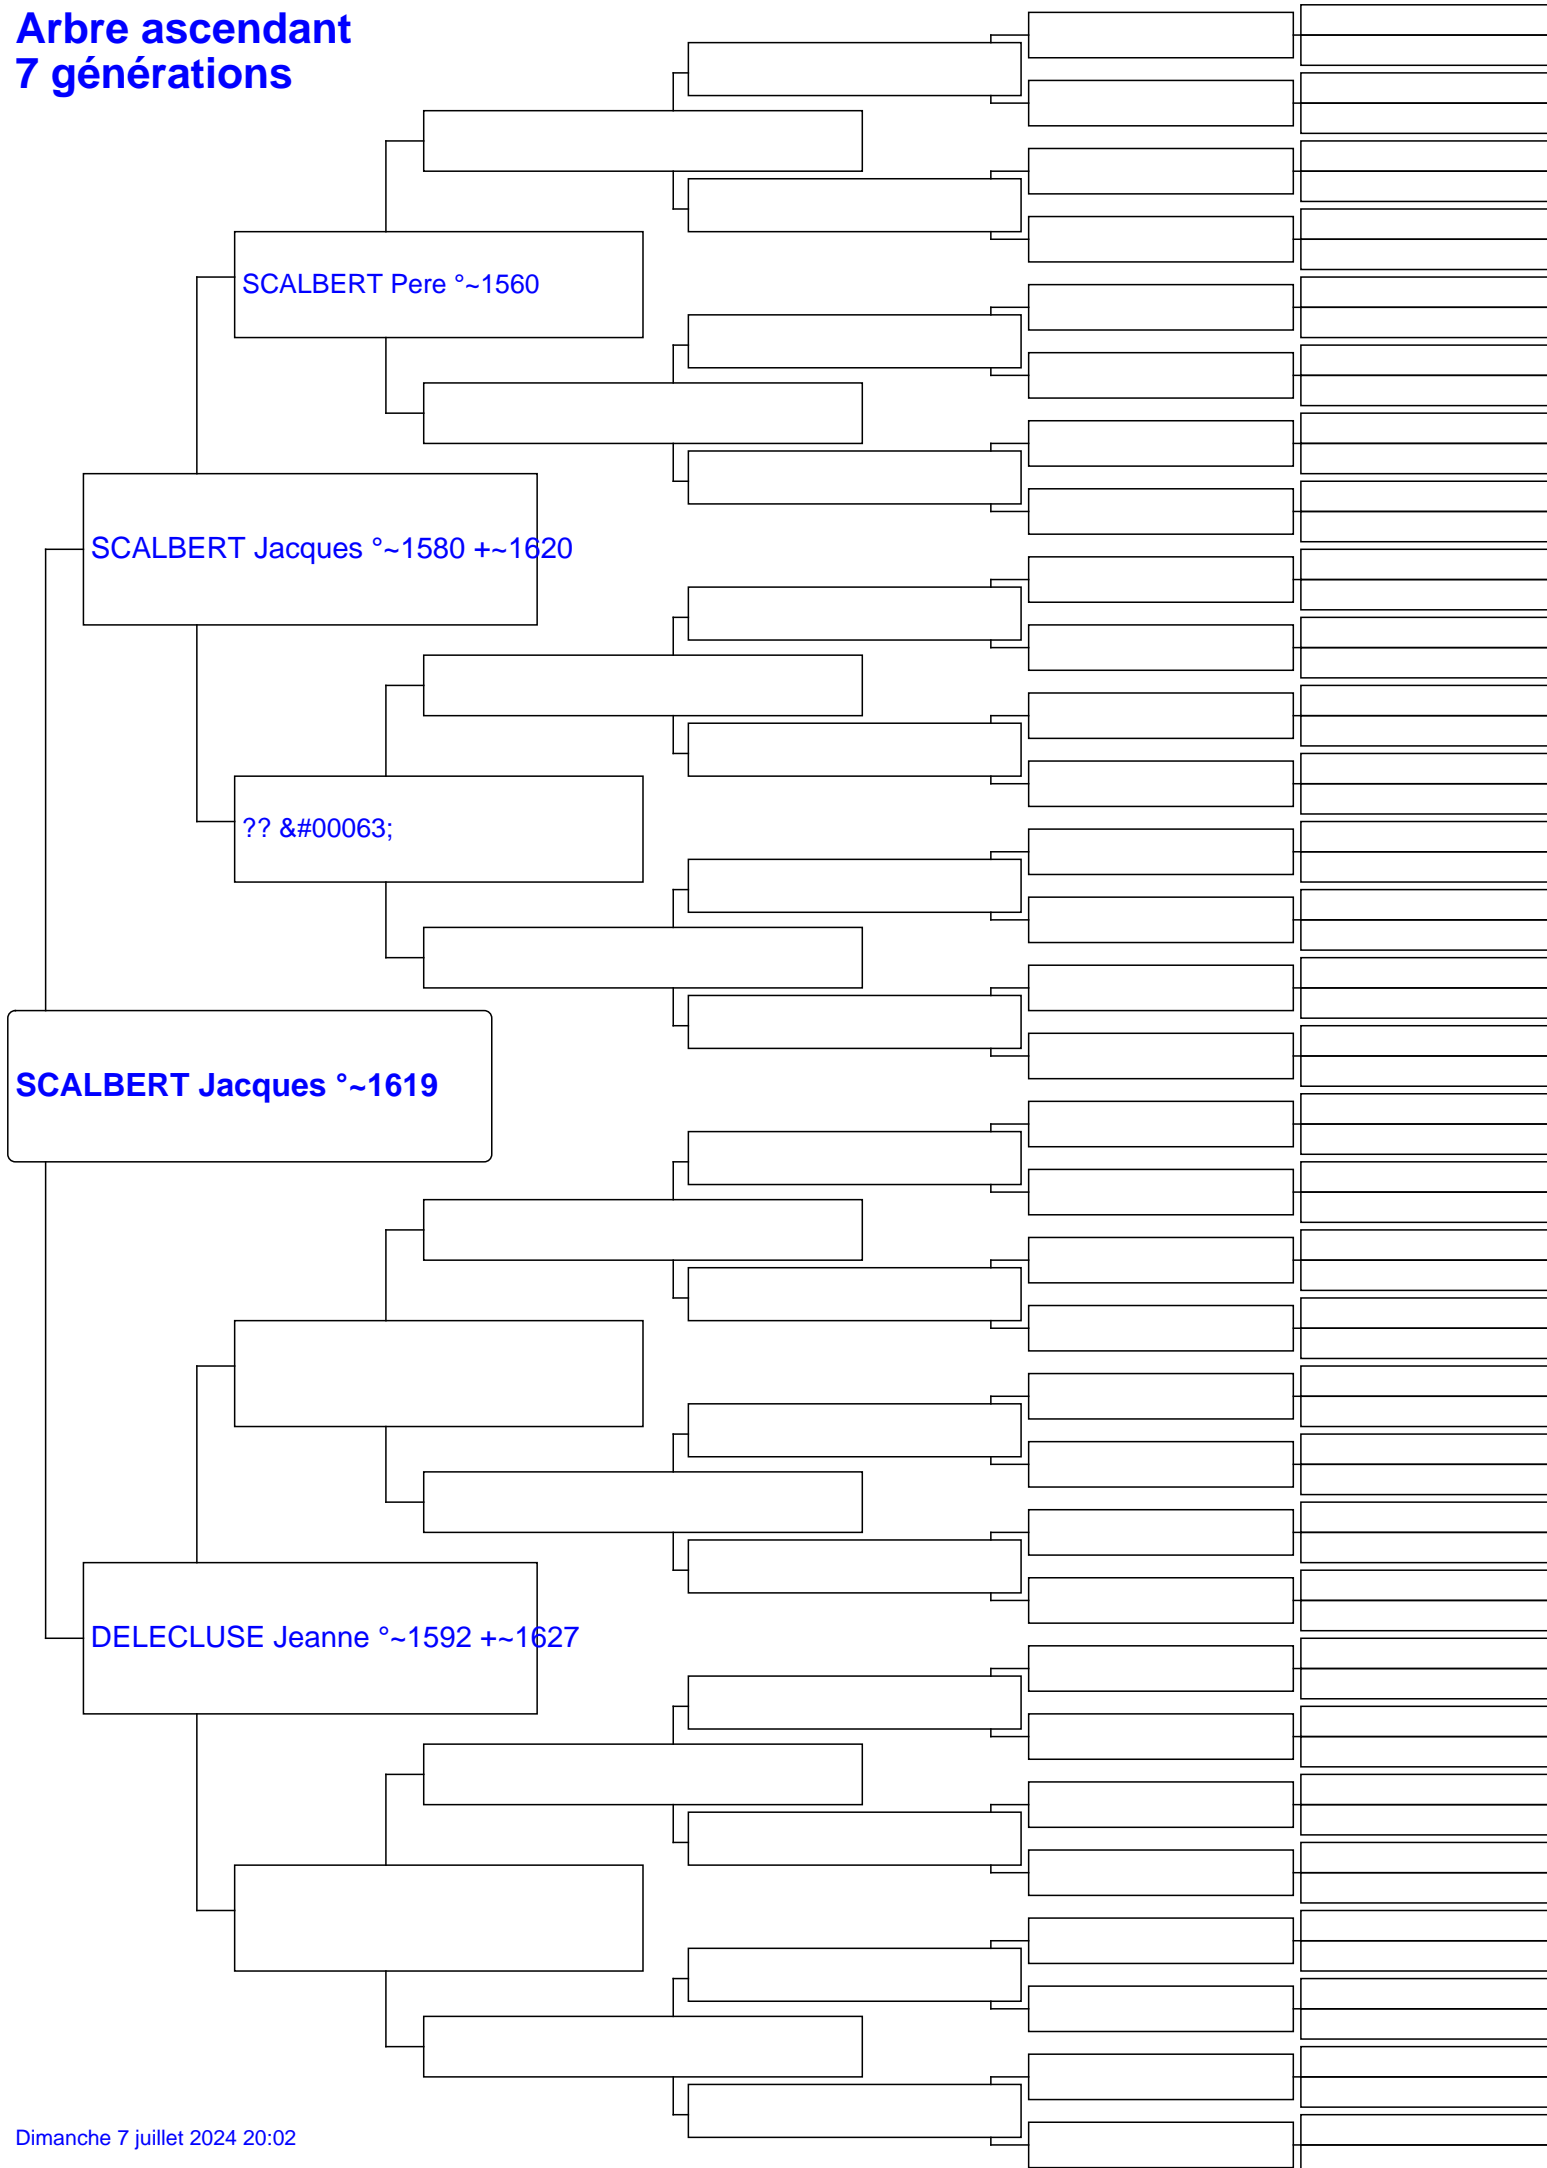 Arbre ascendant
7 générations
SCALBERT Pere °~1560
SCALBERT Jacques °~1580 +~1620
?? &#00063;
SCALBERT Jacques °~1619
DELECLUSE Jeanne °~1592 +~1627
Dimanche 7 juillet 2024 20:02